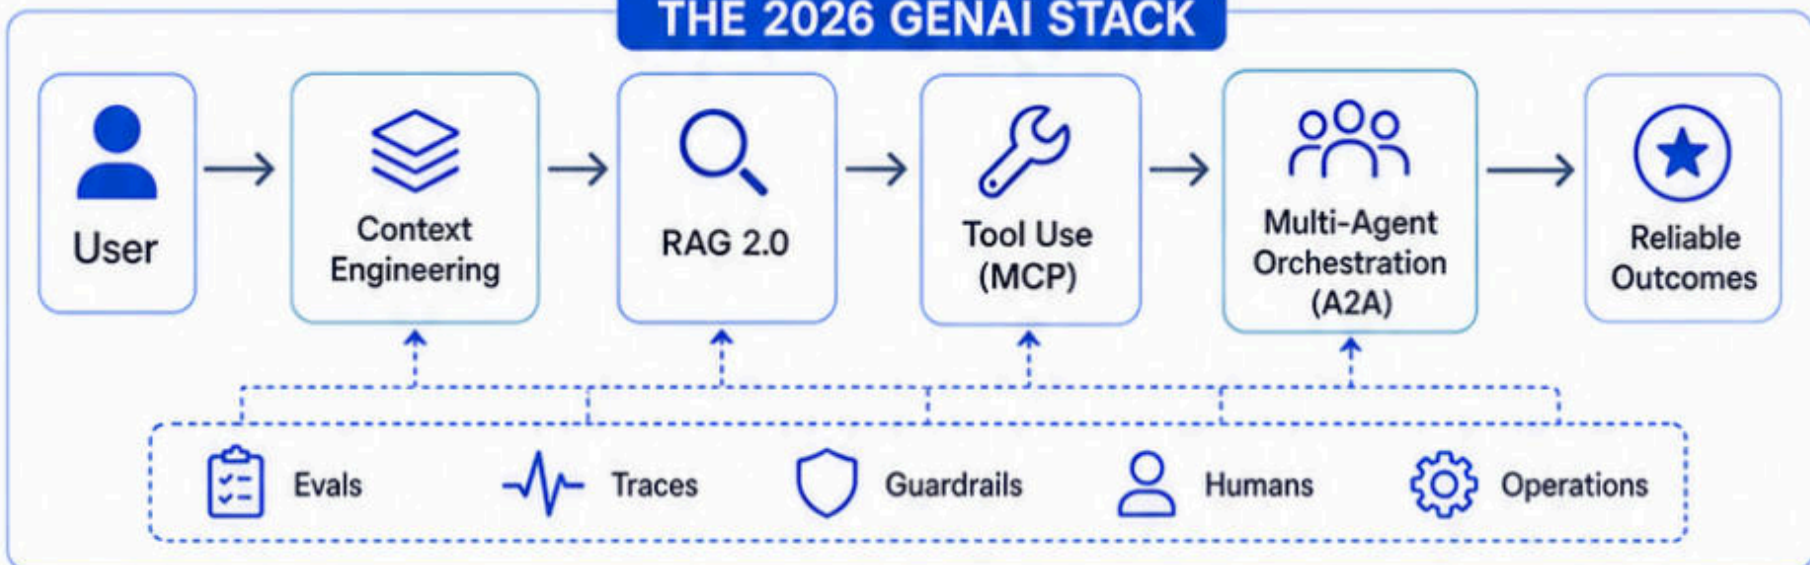 THE 2026 GENAI STACK
User
Context
Engineering
RAG 2.0
Tool Use
(MCP)
Multi-Agent
Orchestration
(A2A)
Reliable
Outcomes
Evals
Traces
Guardrails
Humans
Operations